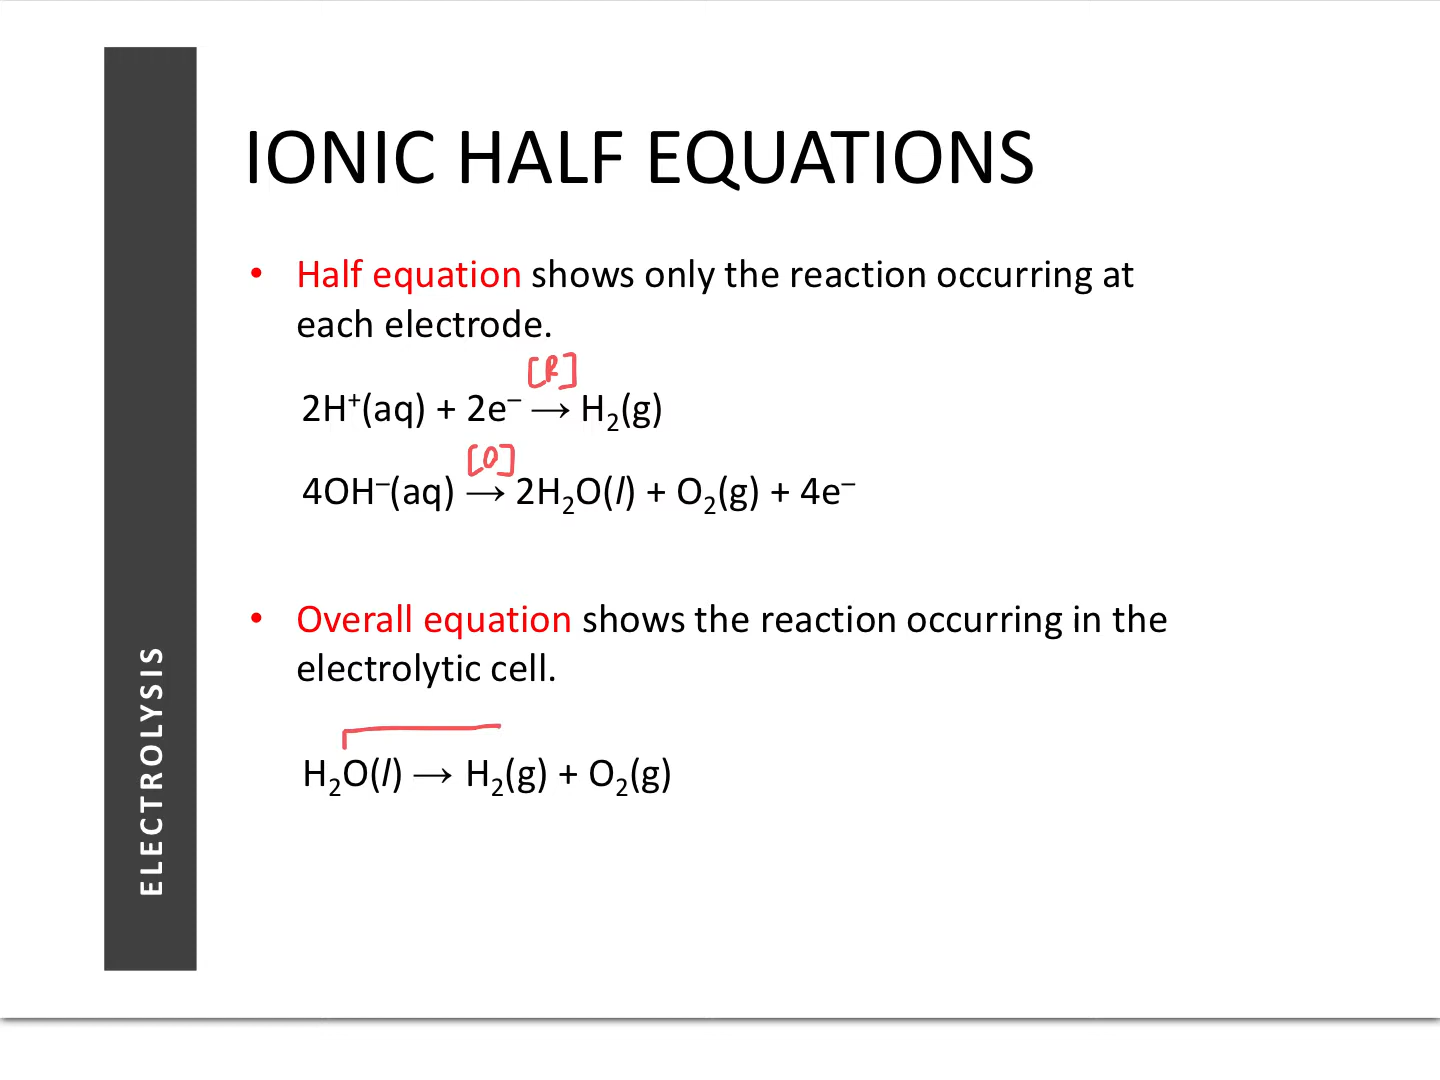 IONIC HALF EQUATIONS
• Half equation shows only the reaction occurring at
each electrode.
[R]
2H⁺(aq) + 2e⁻ → H₂(g)
[O]
4OH⁻(aq) → 2H₂O(l) + O₂(g) + 4e⁻
• Overall equation shows the reaction occurring in the
electrolytic cell.
H₂O(l) → H₂(g) + O₂(g)
ELECTROLYSIS